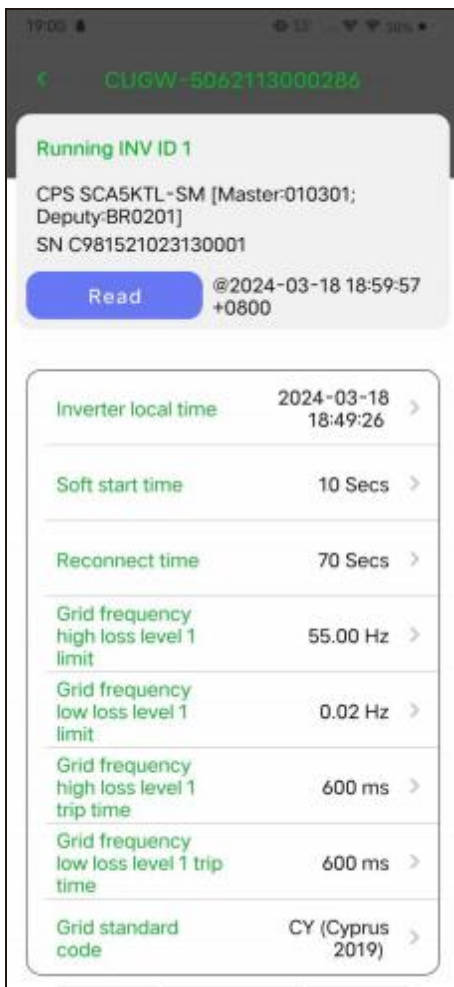 19:00
38%
CUGW-5062113000286
Running INV ID 1
CPS SCA5KTL-SM [Master:010301;
Deputy:BR0201]
SN C981521023130001
Read
@2024-03-18 18:59:57
+0800
Inverter local time
2024-03-18
18:49:26
Soft start time
10 Secs
Reconnect time
70 Secs
Grid frequency
high loss level 1
limit
55.00 Hz
Grid frequency
low loss level 1
limit
0.02 Hz
Grid frequency
high loss level 1
trip time
600 ms
Grid frequency
low loss level 1 trip
time
600 ms
Grid standard
code
CY (Cyprus
2019)